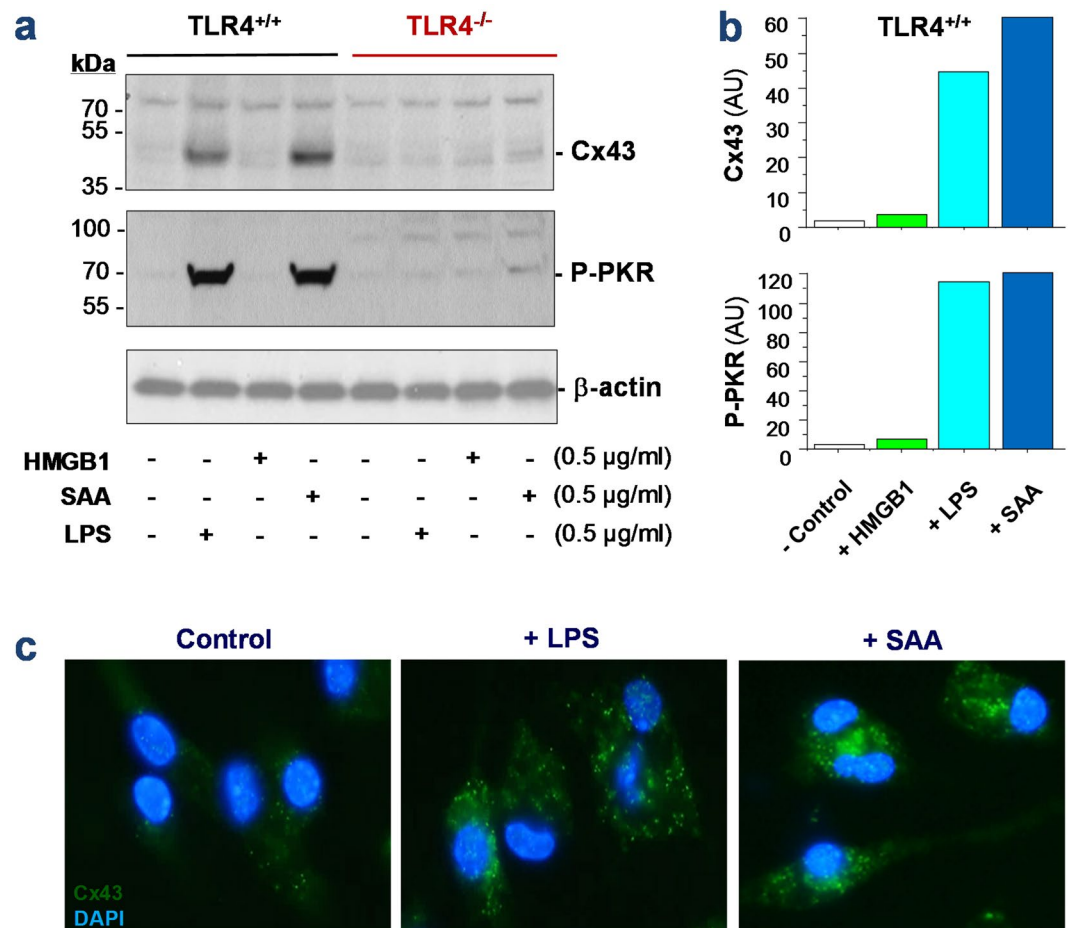 a
TLR4+/+ TLR4-/-
kDa
70 -
55 -
35 -
- Cx43
100 -
70 -
55 -
- P-PKR
- β-actin
HMGB1 - - + - - - + - (0.5 µg/ml)
SAA - - - + - - - + (0.5 µg/ml)
LPS - + - - - + - - (0.5 µg/ml)
b
TLR4+/+
Cx43 (AU)
60
50
40
30
20
10
0
P-PKR (AU)
120
100
80
60
40
20
0
- Control
+ HMGB1
+ LPS
+ SAA
c
Control
+ LPS
+ SAA
Cx43
DAPI